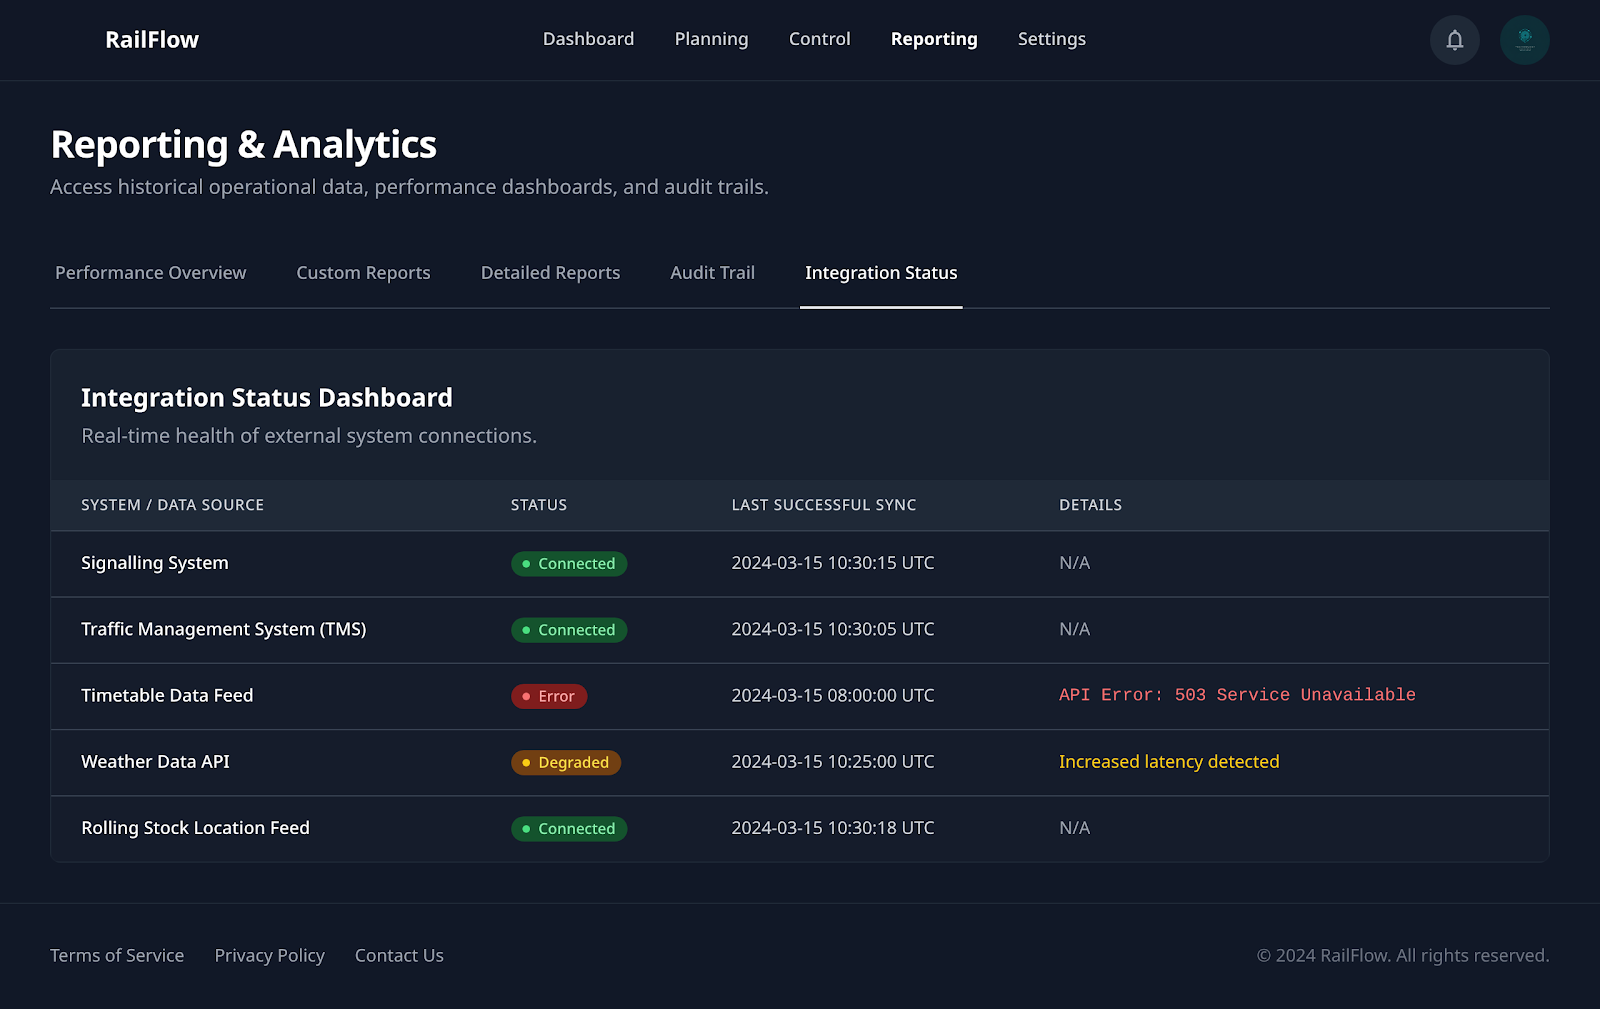 RailFlow
Dashboard Planning Control Reporting Settings
Reporting & Analytics
Access historical operational data, performance dashboards, and audit trails.
Performance Overview Custom Reports Detailed Reports Audit Trail Integration Status
Integration Status Dashboard
Real-time health of external system connections.
SYSTEM / DATA SOURCE STATUS LAST SUCCESSFUL SYNC DETAILS
Signalling System Connected 2024-03-15 10:30:15 UTC N/A
Traffic Management System (TMS) Connected 2024-03-15 10:30:05 UTC N/A
Timetable Data Feed Error 2024-03-15 08:00:00 UTC API Error: 503 Service Unavailable
Weather Data API Degraded 2024-03-15 10:25:00 UTC Increased latency detected
Rolling Stock Location Feed Connected 2024-03-15 10:30:18 UTC N/A
Terms of Service Privacy Policy Contact Us © 2024 RailFlow. All rights reserved.